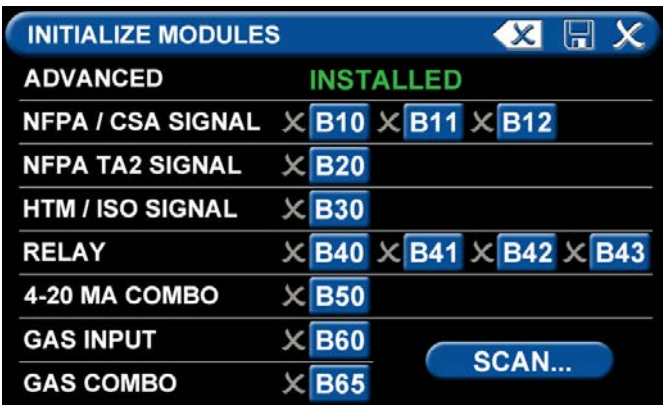 INITIALIZE MODULES
ADVANCED INSTALLED
NFPA / CSA SIGNAL B10 B11 B12
NFPA TA2 SIGNAL B20
HTM / ISO SIGNAL B30
RELAY B40 B41 B42 B43
4-20 MA COMBO B50
GAS INPUT B60
SCAN...
GAS COMBO B65